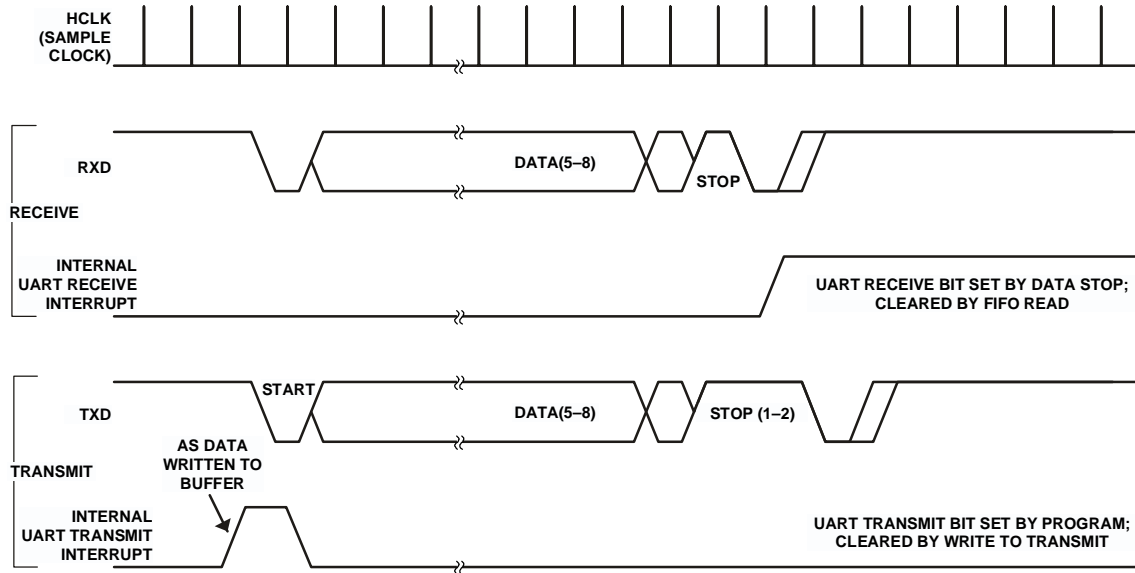 HCLK
(SAMPLE
CLOCK)
RXD
DATA(5–8)
STOP
RECEIVE
INTERNAL
UART RECEIVE
INTERRUPT
UART RECEIVE BIT SET BY DATA STOP;
CLEARED BY FIFO READ
START
TXD
DATA(5–8)
STOP (1–2)
AS DATA
WRITTEN TO
BUFFER
TRANSMIT
INTERNAL
UART TRANSMIT
INTERRUPT
UART TRANSMIT BIT SET BY PROGRAM;
CLEARED BY WRITE TO TRANSMIT